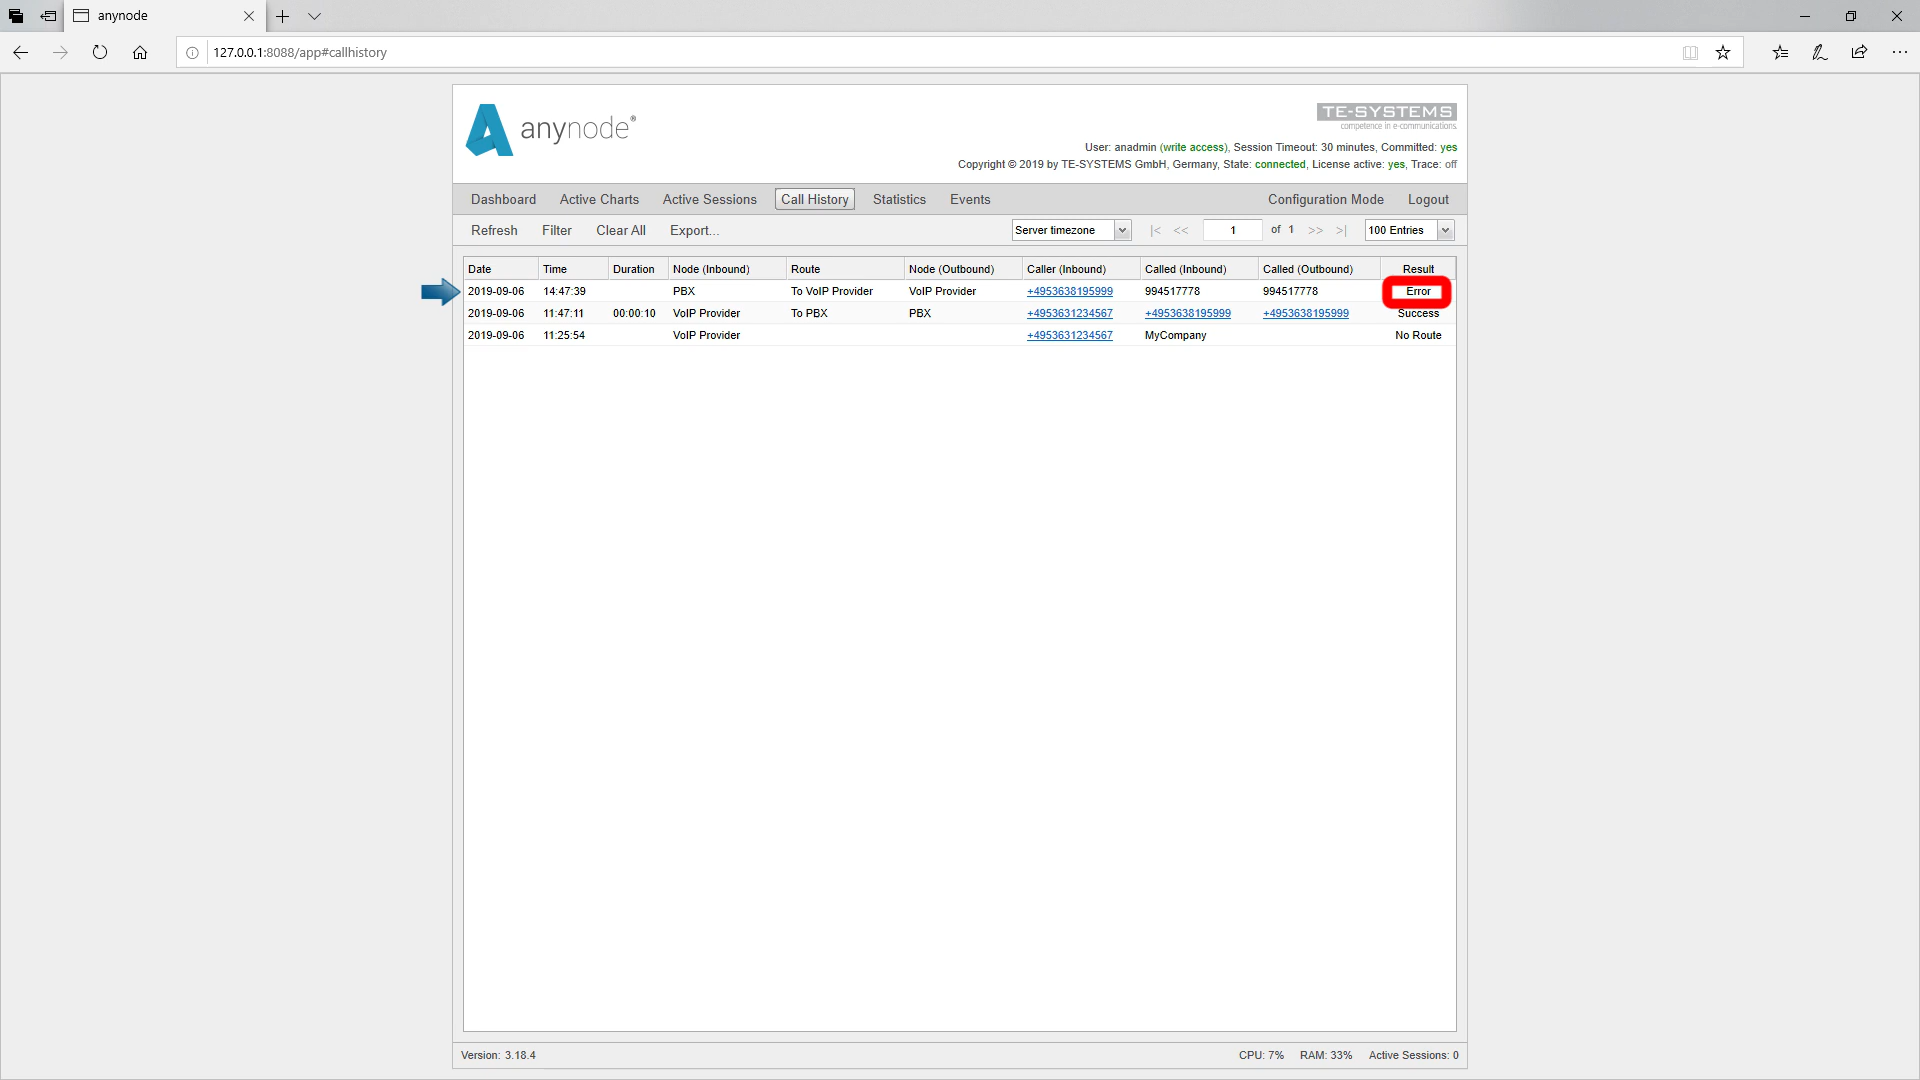 anynode
127.0.0.1:8088/app#callhistory
anynode®
TE-SYSTEMS
competence in e-communications.
User: anadmin (write access), Session Timeout: 30 minutes, Committed: yes
Copyright © 2019 by TE-SYSTEMS GmbH, Germany, State: connected, License active: yes, Trace: off
Dashboard Active Charts Active Sessions Call History Statistics Events Configuration Mode Logout
Refresh Filter Clear All Export... Server timezone |< << 1 of 1 >> >| 100 Entries
Date Time Duration Node (Inbound) Route Node (Outbound) Caller (Inbound) Called (Inbound) Called (Outbound) Result
2019-09-06 14:47:39 PBX To VoIP Provider VoIP Provider +4953638195999 994517778 994517778 Error
2019-09-06 11:47:11 00:00:10 VoIP Provider To PBX PBX +4953631234567 +4953638195999 +4953638195999 Success
2019-09-06 11:25:54 VoIP Provider +4953631234567 MyCompany No Route
Version: 3.18.4 CPU: 7% RAM: 33% Active Sessions: 0